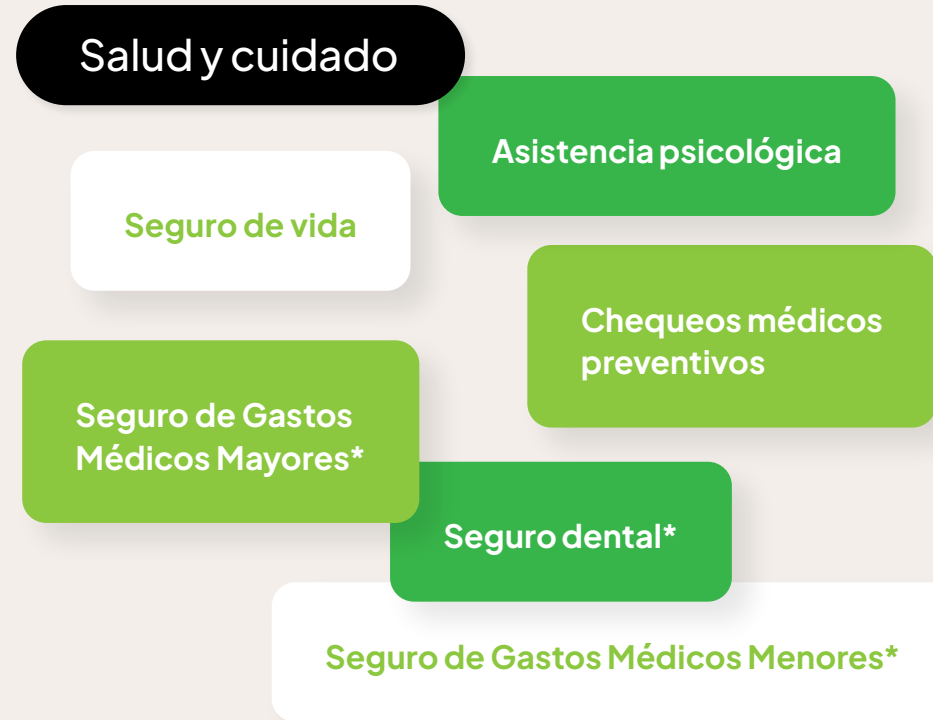 Salud y cuidado
Asistencia psicológica
Seguro de vida
Chequeos médicos
preventivos
Seguro de Gastos
Médicos Mayores*
Seguro dental*
Seguro de Gastos Médicos Menores*